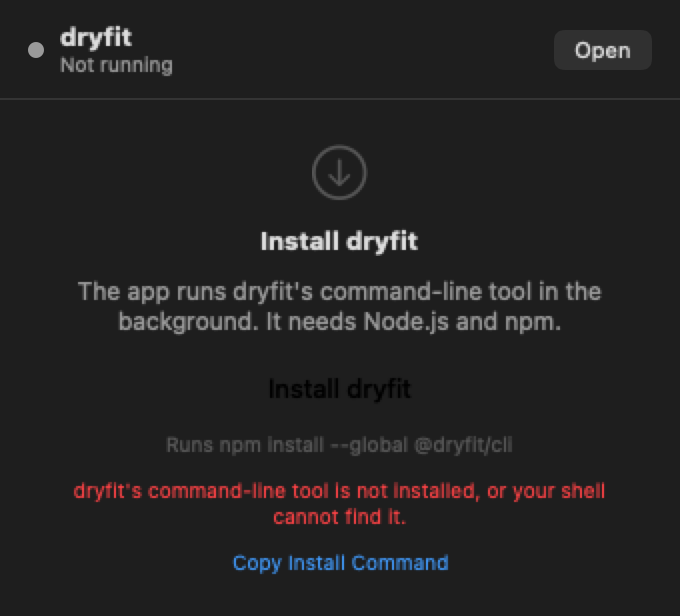 dryfit
Not running
Open
Install dryfit
The app runs dryfit's command-line tool in the
background. It needs Node.js and npm.
Install dryfit
Runs npm install --global @dryfit/cli
dryfit's command-line tool is not installed, or your shell
cannot find it.
Copy Install Command